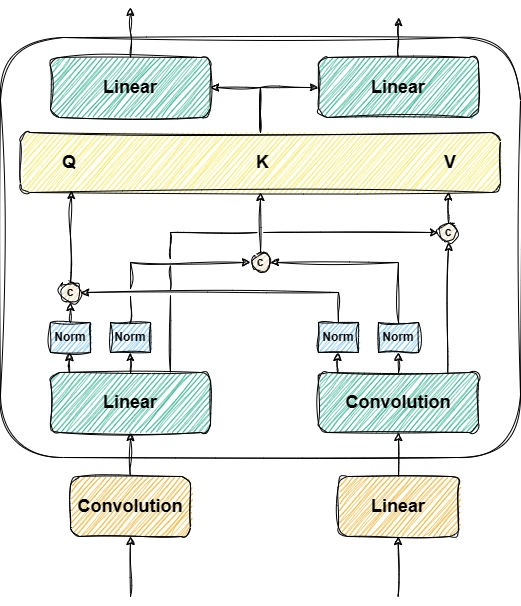 Linear
Linear
Q
K
V
C
C
C
Norm
Norm
Norm
Norm
Linear
Convolution
Convolution
Linear